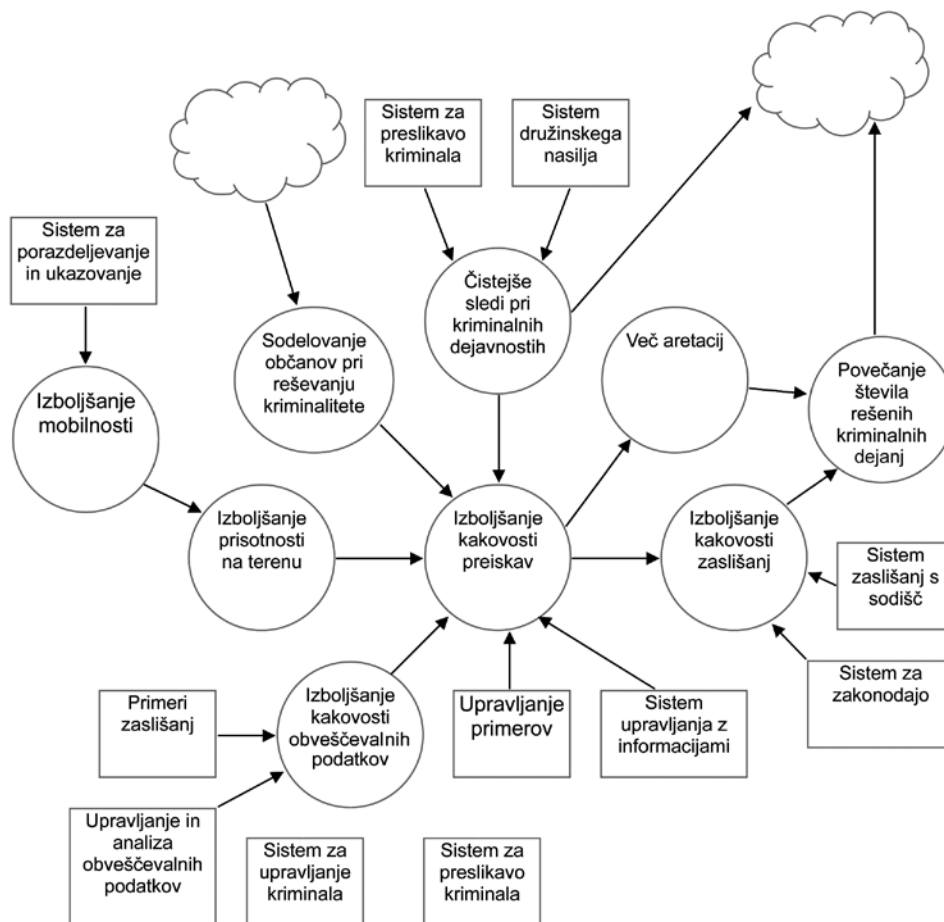 Sistem za
preslikavo
kriminala
Sistem
družinskega
nasilja
Sistem za
porazdeljevanje
in ukazovanje
Čistejše
sledi pri
kriminalnih
dejavnostih
Sodelovanje
občanov pri
reševanju
kriminalitete
Več aretacij
Povečanje
števila
rešenih
kriminalnih
dejanj
Izboljšanje
mobilnosti
Izboljšanje
prisotnosti
na terenu
Izboljšanje
kakovosti
preiskav
Izboljšanje
kakovosti
zaslišanj
Sistem
zaslišanj s
sodišč
Primeri
zaslišanj
Izboljšanje
kakovosti
obveščevalnih
podatkov
Upravljanje
primerov
Sistem
upravljanja z
informacijami
Sistem za
zakonodajo
Upravljanje in
analiza
obveščevalnih
podatkov
Sistem za
upravljanje
kriminala
Sistem za
preslikavo
kriminala